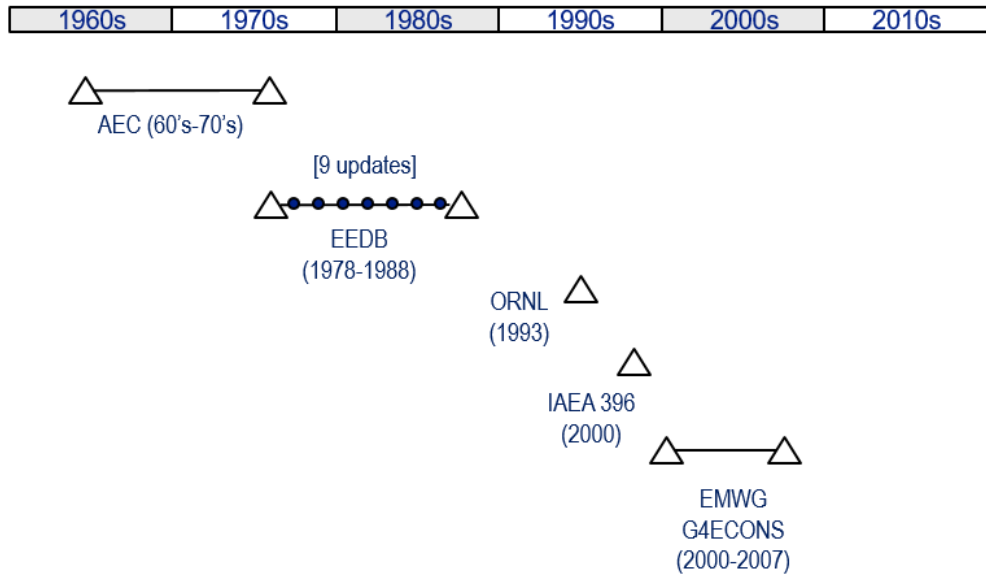 1960s 1970s 1980s 1990s 2000s 2010s
AEC (60's-70's)
[9 updates]
EEDB
(1978-1988)
ORNL
(1993)
IAEA 396
(2000)
EMWG
G4ECONS
(2000-2007)